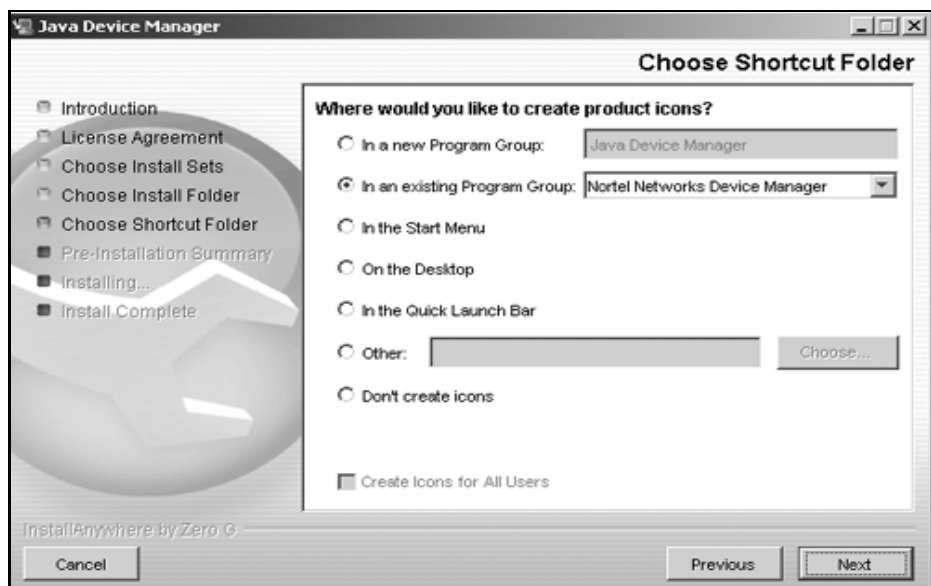 Java Device Manager
Choose Shortcut Folder
Introduction
License Agreement
Choose Install Sets
Choose Install Folder
Choose Shortcut Folder
Pre-Installation Summary
Installing...
Install Complete
Where would you like to create product icons?
In a new Program Group: Java Device Manager
In an existing Program Group: Nortel Networks Device Manager
In the Start Menu
On the Desktop
In the Quick Launch Bar
Other: Choose...
Don't create icons
Create Icons for All Users
InstallAnywhere by Zero G
Cancel Previous Next